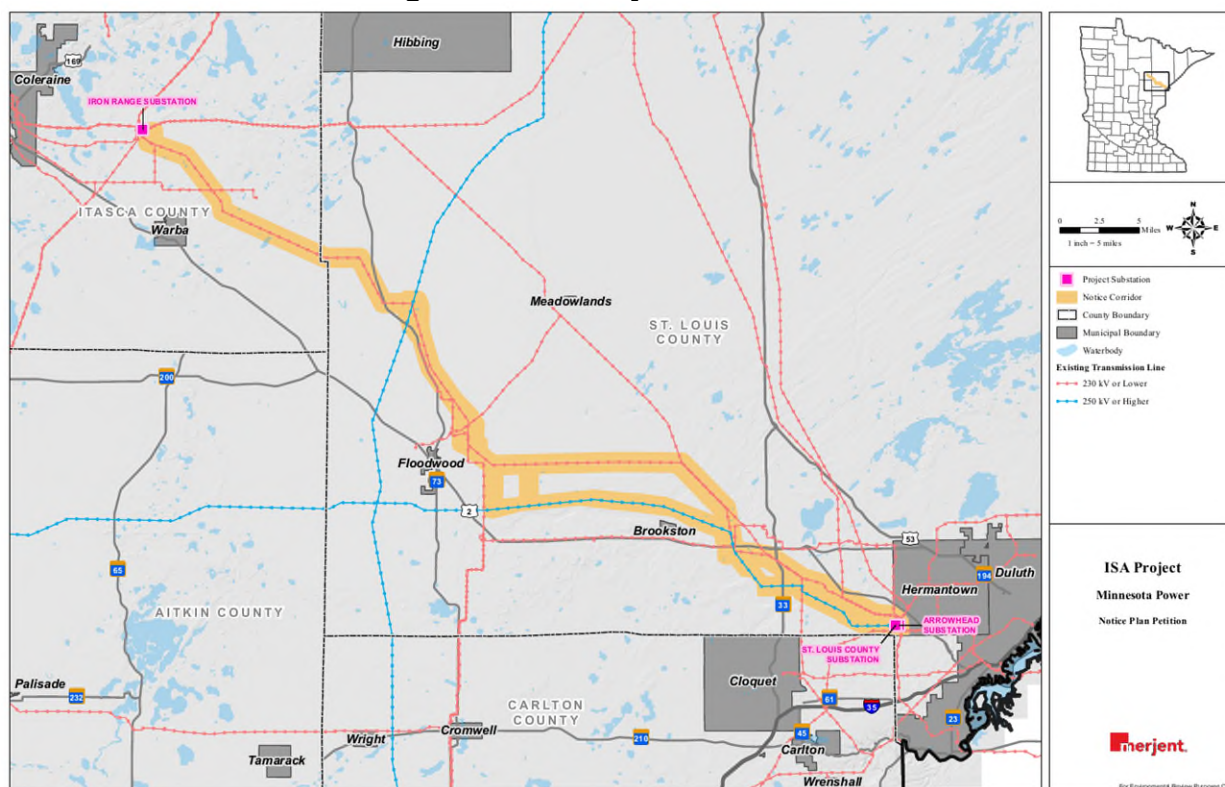 Hibbing
169
Coleraine
IRON RANGE SUBSTATION
ITASCA COUNTY
Warba
Meadowlands
ST. LOUIS
COUNTY
200
Floodwood
73
2
Brookston
53
194
Duluth
Hermantown
65
33
AITKIN COUNTY
ARROWHEAD
SUBSTATION
ST. LOUIS COUNTY
SUBSTATION
Palisade
232
Cloquet
61
35
CARLTON
COUNTY
23
Cromwell
Wright
210
45
Carlton
Tamarack
Wrenshall
N
W
E
S
0
2.5
5
Miles
1 inch = 5 miles
Project Substation
Notice Corridor
County Boundary
Municipal Boundary
Waterbody
Existing Transmission Line
230 kV or Lower
250 kV or Higher
ISA Project
Minnesota Power
Notice Plan Petition
merjent.
For Environmental Review Purposes